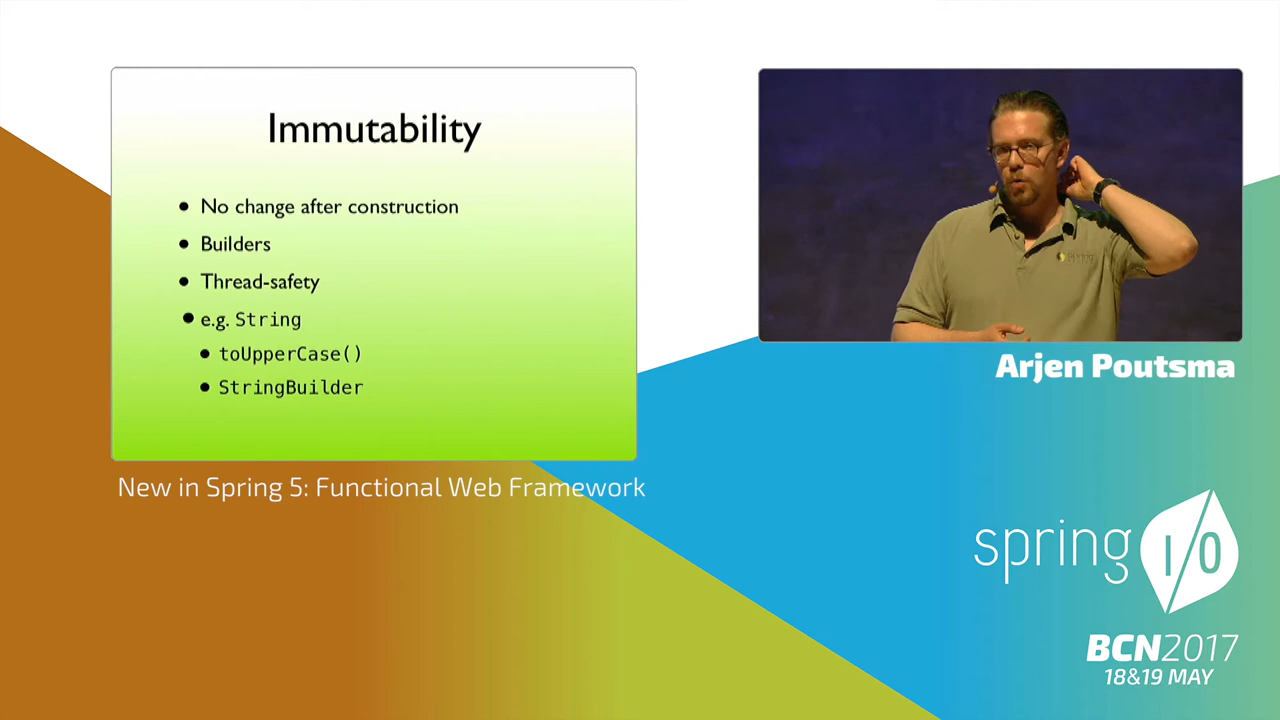 Immutability
No change after construction
Builders
Thread-safety
e.g. String
toUpperCase()
StringBuilder
New in Spring 5: Functional Web Framework
Spring
Arjen Poutsma
spring I/O
BCN2017
18&19 MAY